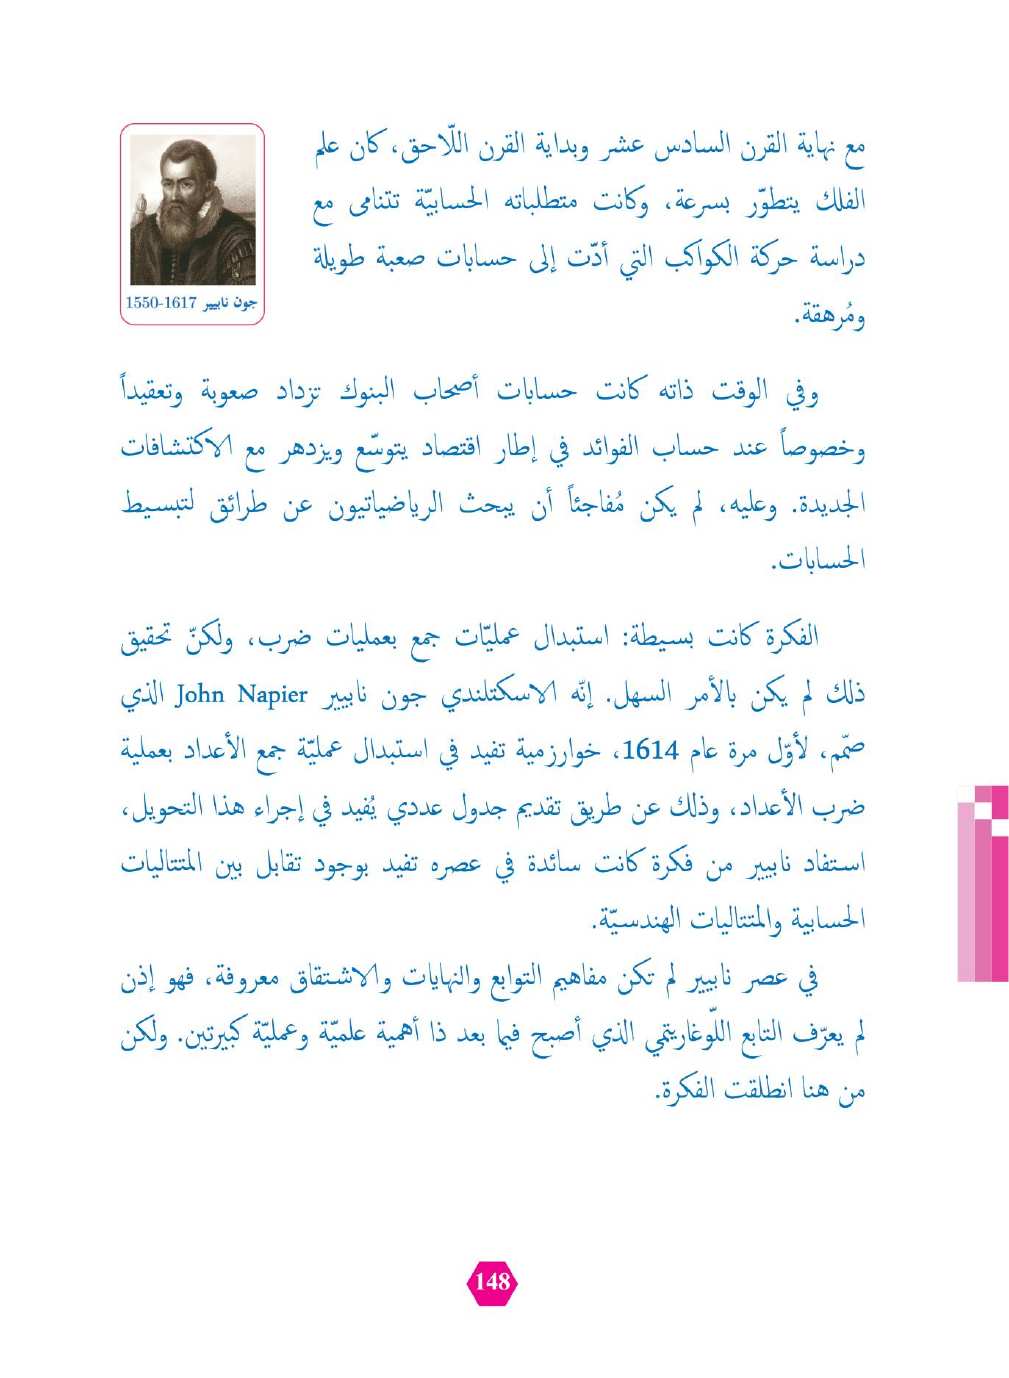 مع نهاية القرن السادس عشر وبداية القرن اللّاحق، كان علم
الفلك يتطوّر بسرعة، وكانت متطلباته الحسابيّة تتنامى مع
دراسة حركة الكواكب التي أدّت إلى حسابات صعبة طويلة
ومُرهقة.
جون نابيير 1617-1550
وفي الوقت ذاته كانت حسابات أصحاب البنوك تزداد صعوبة وتعقيداً
وخصوصاً عند حساب الفوائد في إطار اقتصاد يتوسّع ويزدهر مع الاكتشافات
الجديدة. وعليه، لم يكن مُفاجئاً أن يبحث الرياضياتيون عن طرائق لتبسيط
الحسابات.
الفكرة كانت بسيطة: استبدال عمليّات جمع بعمليات ضرب، ولكنّ تحقيق
ذلك لم يكن بالأمر السهل. إنّه الاسكتلندي جون نابيير John Napier الذي
صمّم، لأوّل مرة عام 1614، خوارزمية تفيد في استبدال عمليّة جمع الأعداد بعملية
ضرب الأعداد، وذلك عن طريق تقديم جدول عددي يُفيد في إجراء هذا التحويل،
استفاد نابيير من فكرة كانت سائدة في عصره تفيد بوجود تقابل بين المتتاليات
الحسابية والمتتاليات الهندسيّة.
في عصر نابيير لم تكن مفاهيم التوابع والنهايات والاشتقاق معروفة، فهو إذن
لم يعرّف التابع اللّوغاريتمي الذي أصبح فيما بعد ذا أهمية علميّة وعمليّة كبيرتين. ولكن
من هنا انطلقت الفكرة.
148